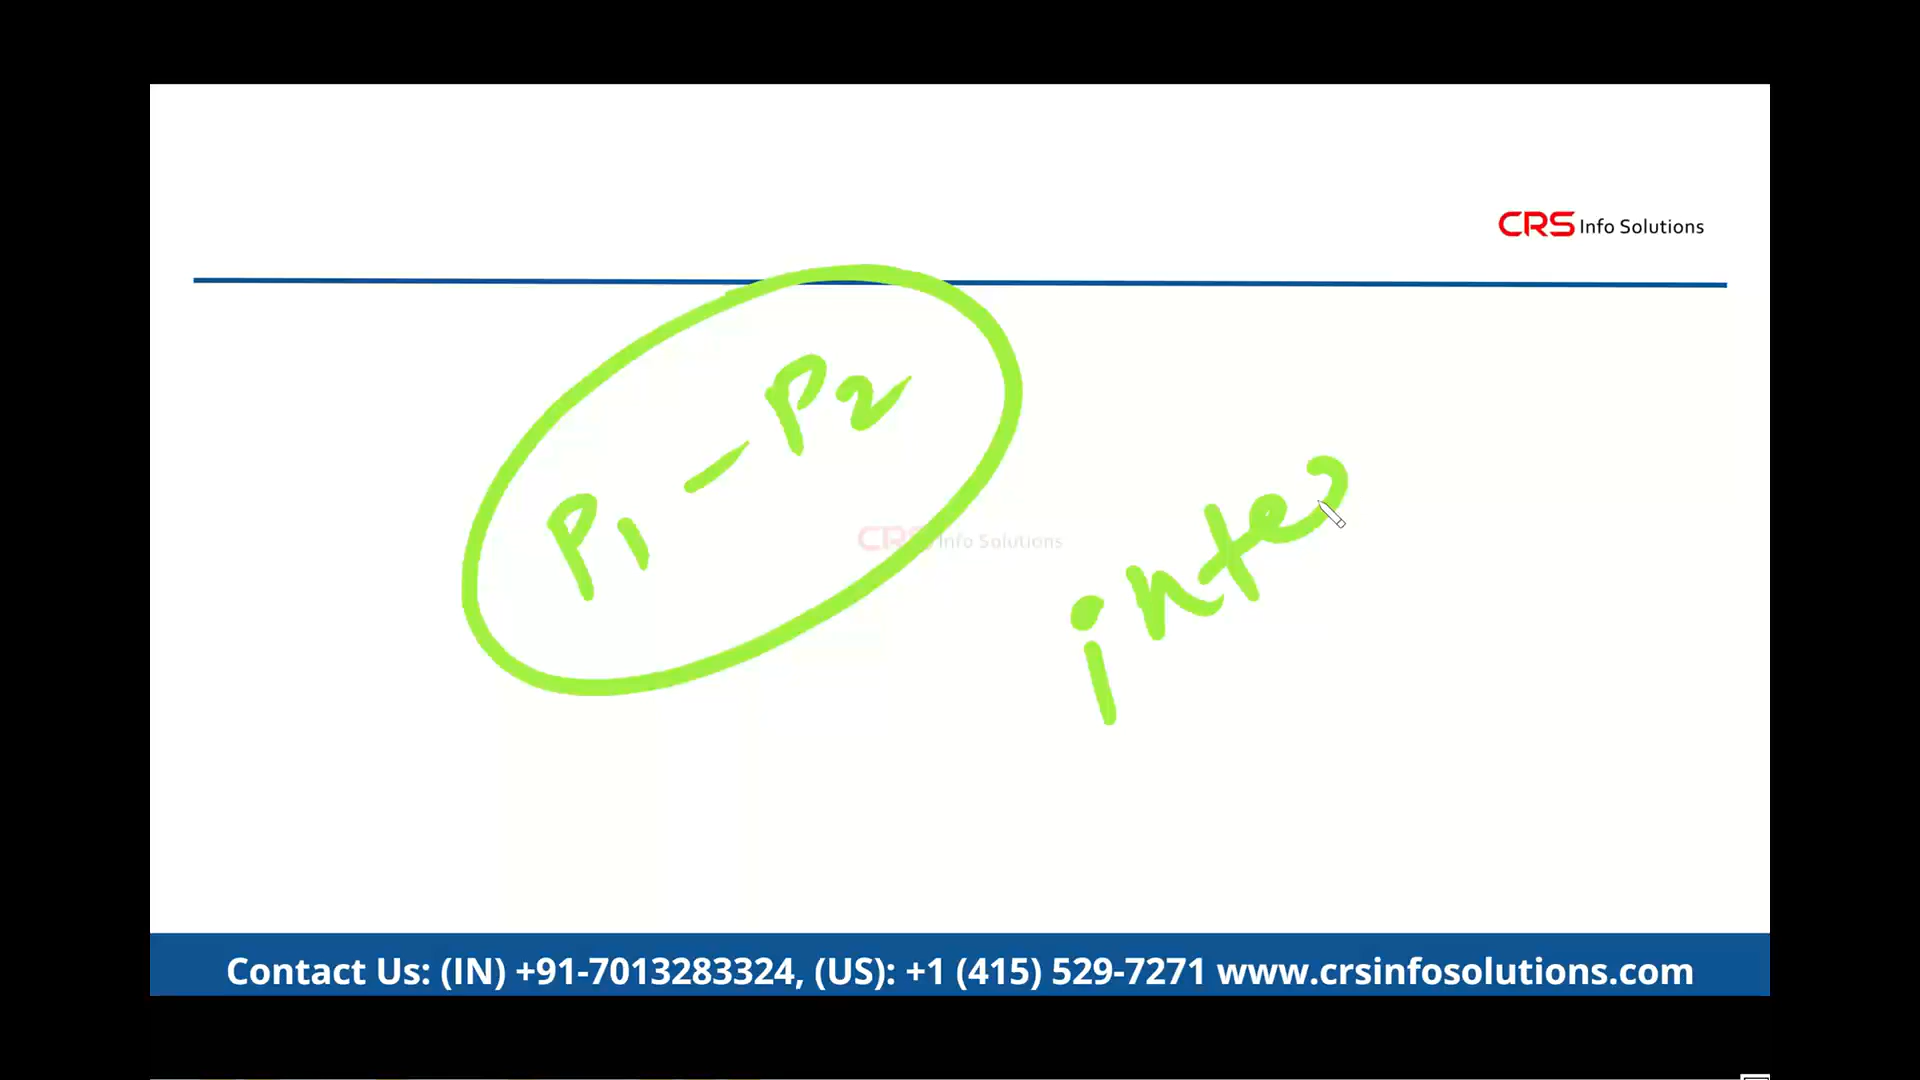 CRS Info Solutions
P1 - P2
CRS Info Solutions
inte
Contact Us: (IN) +91-7013283324, (US): +1 (415) 529-7271 www.crsinfosolutions.com